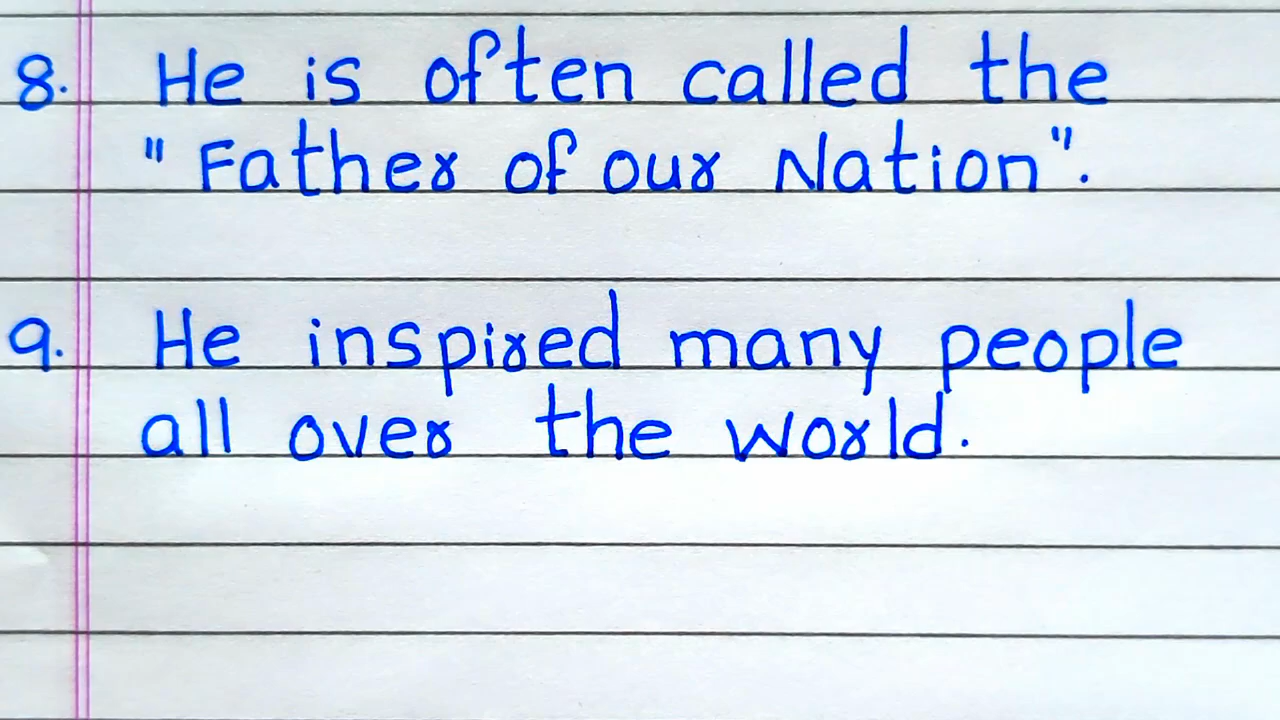 8. He is often called the
"Father of our Nation".
9. He inspired many people
all over the world.